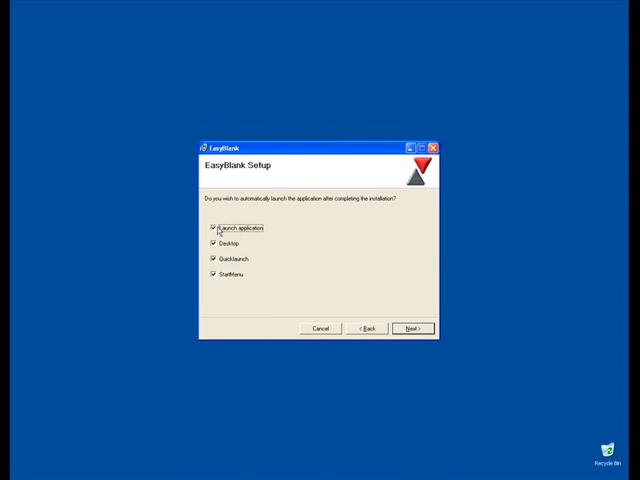 EasyBlank
EasyBlank Setup
Do you wish to automatically launch the application after completing the installation?
Launch application
Desktop
Quicklaunch
StartMenu
Cancel
< Back
Next >
Recycle Bin